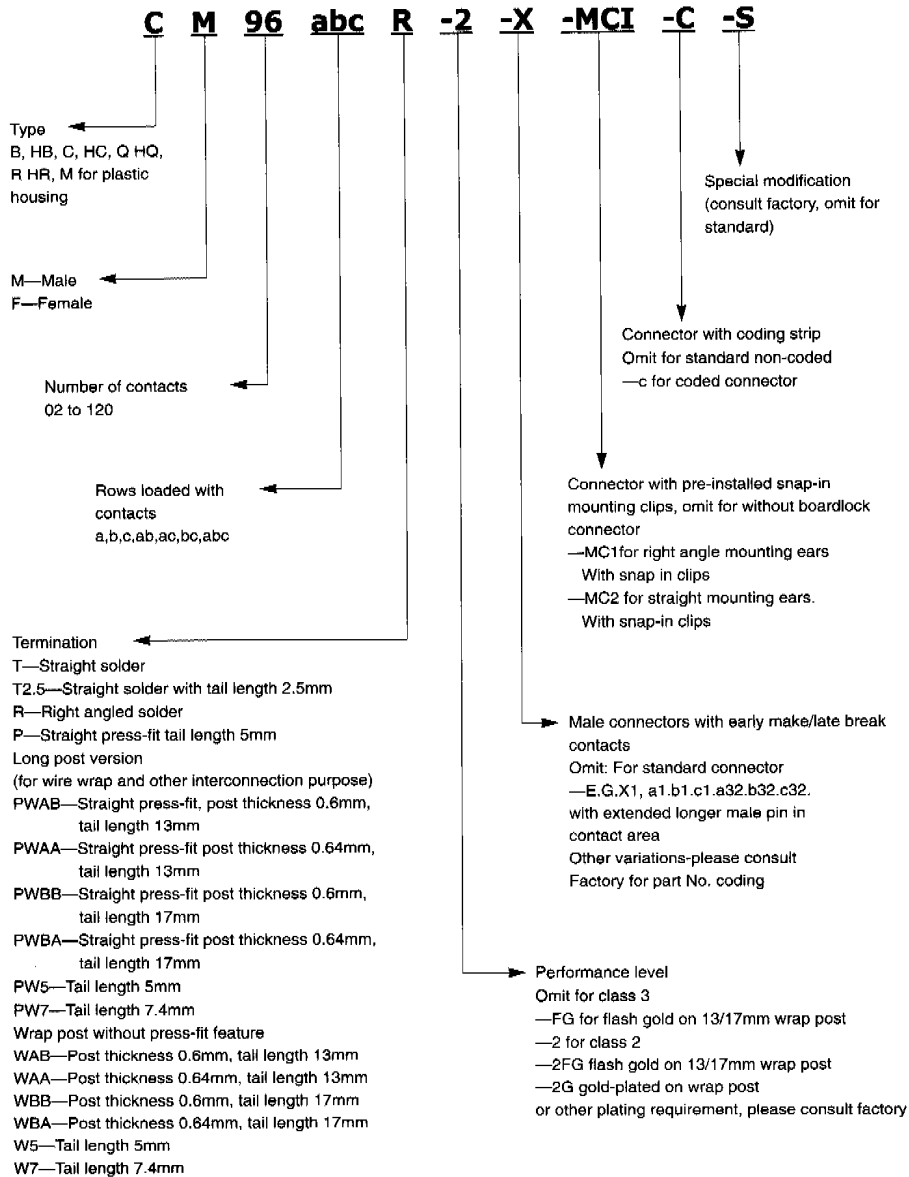 C M 96 abc R -2 -X -MCI -C -S
Type
B, HB, C, HC, Q HQ,
R HR, M for plastic
housing
M—Male
F—Female
Number of contacts
02 to 120
Rows loaded with
contacts
a,b,c,ab,ac,bc,abc
Termination
T—Straight solder
T2.5—Straight solder with tail length 2.5mm
R—Right angled solder
P—Straight press-fit tail length 5mm
Long post version
(for wire wrap and other interconnection purpose)
PWAB—Straight press-fit, post thickness 0.6mm,
tail length 13mm
PWAA—Straight press-fit post thickness 0.64mm,
tail length 13mm
PWBB—Straight press-fit post thickness 0.6mm,
tail length 17mm
PWBA—Straight press-fit post thickness 0.64mm,
tail length 17mm
PW5—Tail length 5mm
PW7—Tail length 7.4mm
Wrap post without press-fit feature
WAB—Post thickness 0.6mm, tail length 13mm
WAA—Post thickness 0.64mm, tail length 13mm
WBB—Post thickness 0.6mm, tail length 17mm
WBA—Post thickness 0.64mm, tail length 17mm
W5—Tail length 5mm
W7—Tail length 7.4mm
Special modification
(consult factory, omit for
standard)
Connector with coding strip
Omit for standard non-coded
—c for coded connector
Connector with pre-installed snap-in
mounting clips, omit for without boardlock
connector
—MC1for right angle mounting ears
With snap in clips
—MC2 for straight mounting ears.
With snap-in clips
Male connectors with early make/late break
contacts
Omit: For standard connector
—E.G.X1, a1.b1.c1.a32.b32.c32.
with extended longer male pin in
contact area
Other variations-please consult
Factory for part No. coding
Performance level
Omit for class 3
—FG for flash gold on 13/17mm wrap post
—2 for class 2
—2FG flash gold on 13/17mm wrap post
—2G gold-plated on wrap post
or other plating requirement, please consult factory